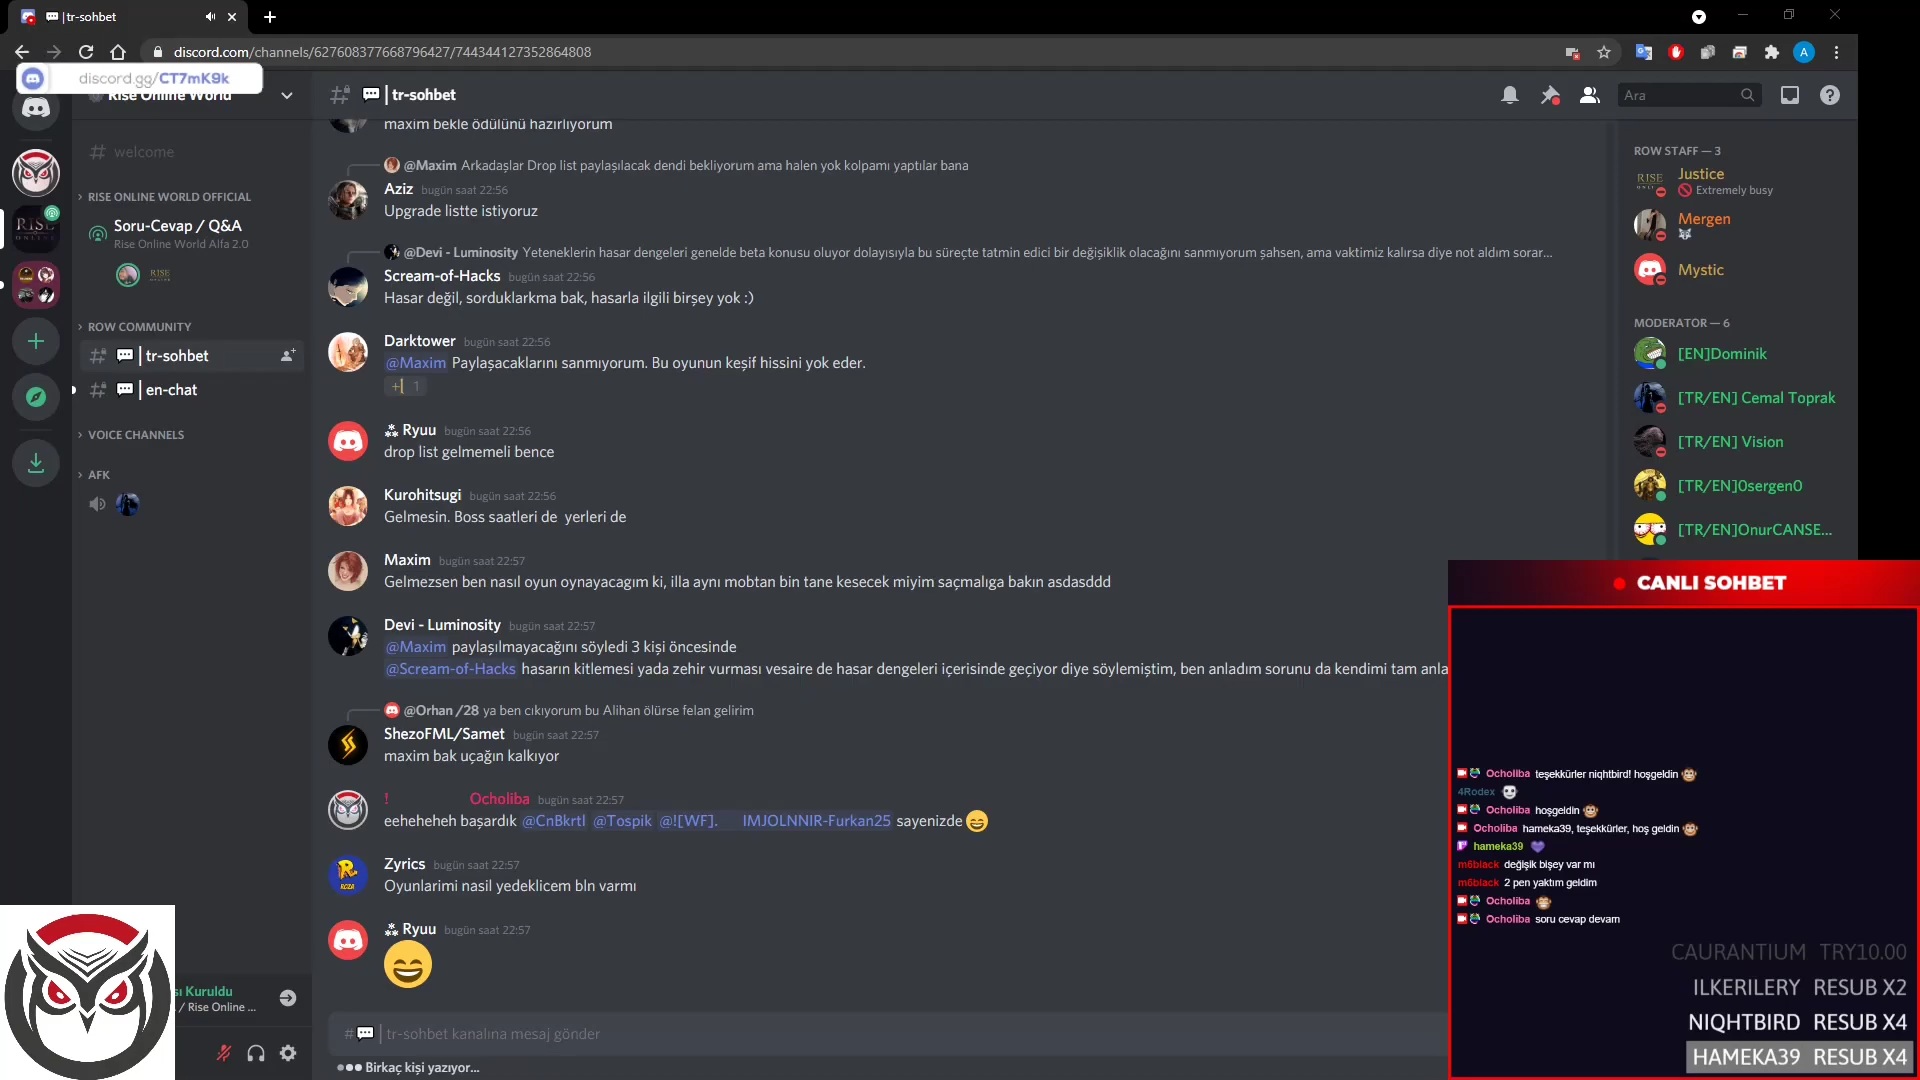 | tr-sohbet
discord.com/channels/627608377668796427/744344127352864808
A
discord.gg/CT7mK9k
Rise Online World
| tr-sohbet
Ara
welcome
RISE ONLINE WORLD OFFICIAL
Soru-Cevap / Q&A
Rise Online World Alfa 2.0
ROW COMMUNITY
| tr-sohbet
| en-chat
VOICE CHANNELS
AFK
maxim bekle ödülünü hazırlıyorum
@Maxim Arkadaşlar Drop list paylaşılacak dendi bekliyorum ama halen yok kolpamı yaptılar bana
Aziz bugün saat 22:56
Upgrade listte istiyoruz
@Devi - Luminosity Yeteneklerin hasar dengeleri genelde beta konusu oluyor dolayısıyla bu süreçte tatmin edici bir değişiklik olacağını sanmıyorum şahsen, ama vaktimiz kalırsa diye not aldım sorar...
Scream-of-Hacks bugün saat 22:56
Hasar değil, sorduklarkma bak, hasarla ilgili birşey yok :)
Darktower bugün saat 22:56
@Maxim Paylaşacaklarını sanmıyorum. Bu oyunun keşif hissini yok eder.
1
Ryuu bugün saat 22:56
drop list gelmemeli bence
Kurohitsugi bugün saat 22:56
Gelmesin. Boss saatleri de yerleri de
Maxim bugün saat 22:57
Gelmezsen ben nasıl oyun oynayacagım ki, illa aynı mobtan bin tane kesecek miyim saçmalıga bakın asdasddd
Devi - Luminosity bugün saat 22:57
@Maxim paylaşılmayacağını söyledi 3 kişi öncesinde
@Scream-of-Hacks hasarın kitlemesi yada zehir vurması vesaire de hasar dengeleri içerisinde geçiyor diye söylemiştim, ben anladım sorunu da kendimi tam anla
@Orhan /28 ya ben cıkıyorum bu Alihan ölürse felan gelirim
ShezoFML/Samet bugün saat 22:57
maxim bak uçağın kalkıyor
! Ocholiba bugün saat 22:57
eeheheheh başardık @CnBkrtl @Tospik @![WF]. IMJOLNNIR-Furkan25 sayenizde
Zyrics bugün saat 22:57
Oyunlarimi nasil yedeklicem bln varmı
Ryuu bugün saat 22:57
| tr-sohbet kanalına mesaj gönder
Birkaç kişi yazıyor...
sı Kuruldu
/ Rise Online ...
ROW STAFF — 3
Justice
Extremely busy
Mergen
Mystic
MODERATOR — 6
[EN]Dominik
[TR/EN] Cemal Toprak
[TR/EN] Vision
[TR/EN]0sergen0
[TR/EN]OnurCANSE...
CANLI SOHBET
Ocholiba teşekkürler niqhtbird! hoşgeldin
4Rodex
Ocholiba hoşgeldin
Ocholiba hameka39, teşekkürler, hoş geldin
hameka39
m6black değişik bişey var mı
m6black 2 pen yaktım geldim
Ocholiba
Ocholiba soru cevap devam
CAURANTIUM TRY10.00
ILKERILERY RESUB X2
NIQHTBIRD RESUB X4
HAMEKA39 RESUB X4